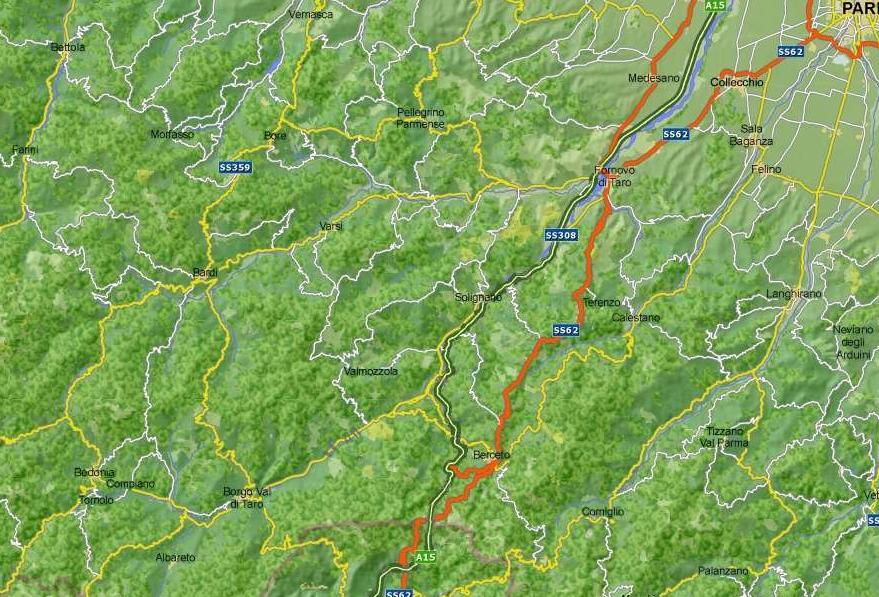 A15
PAR
Vernasca
Bettola
SS62
Medesano
Collecchio
Pellegrino
Parmense
SS62
Morfasso
Bore
Sala
Baganza
Farini
SS359
Fornovo
di Taro
Felino
Varsi
SS308
Bardi
Solignano
Terenzo
Langhirano
Calestano
SS62
Neviano
degli
Arduini
Valmozzola
Tizzano
Val Parma
Berceto
Bedonia
Compiano
Tornolo
Borgo Val
di Taro
Corniglio
Albareto
A15
Palanzano
SS62